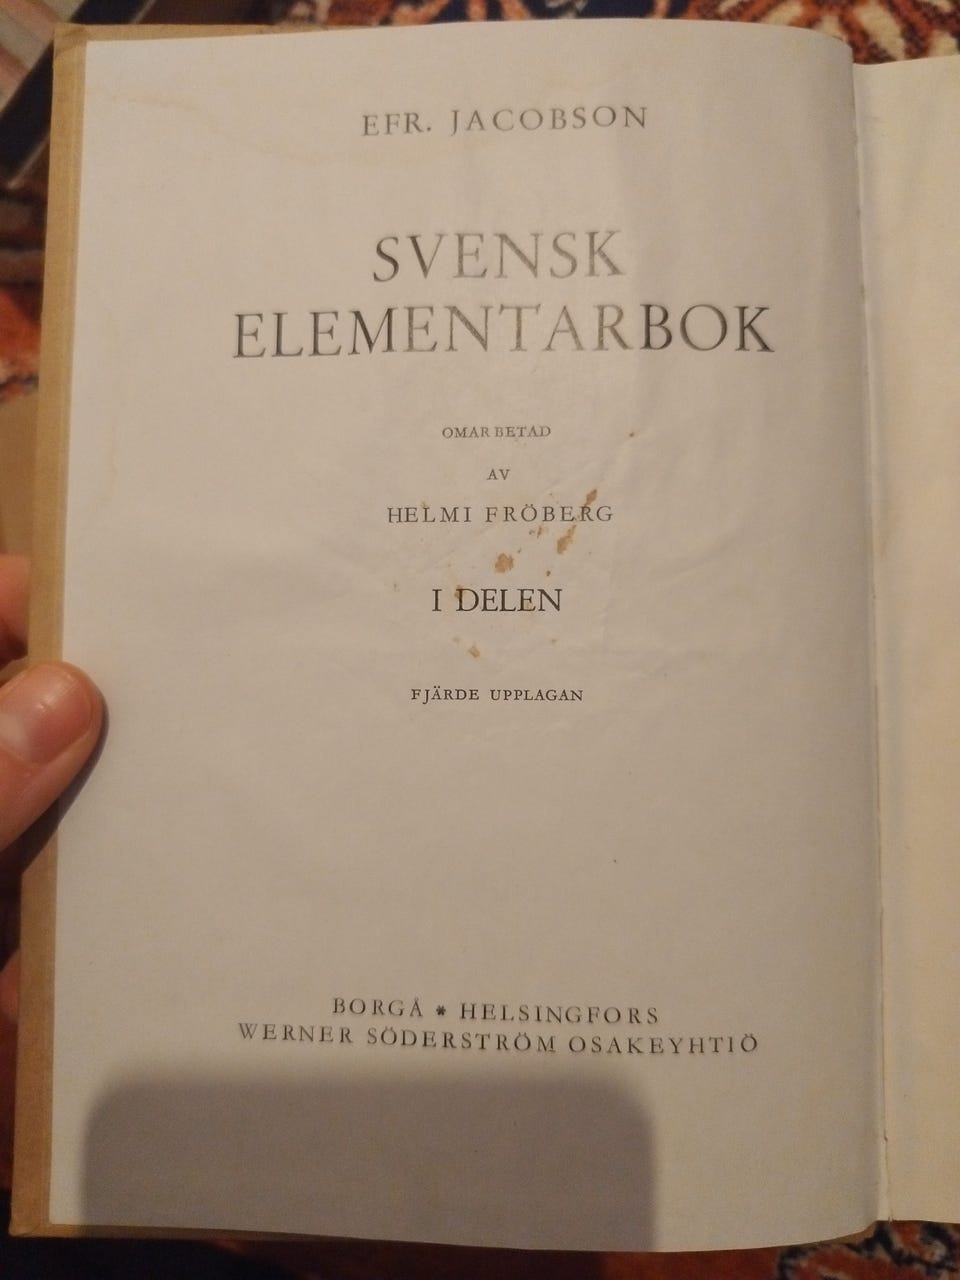 EFR. JACOBSON
SVENSK
ELEMENTARBOK
OMARBETAD
AV
HELMI FRÖBERG
I DELEN
FJÄRDE UPPLAGAN
BORGÅ * HELSINGFORS
WERNER SÖDERSTRÖM OSAKEYHTIÖ